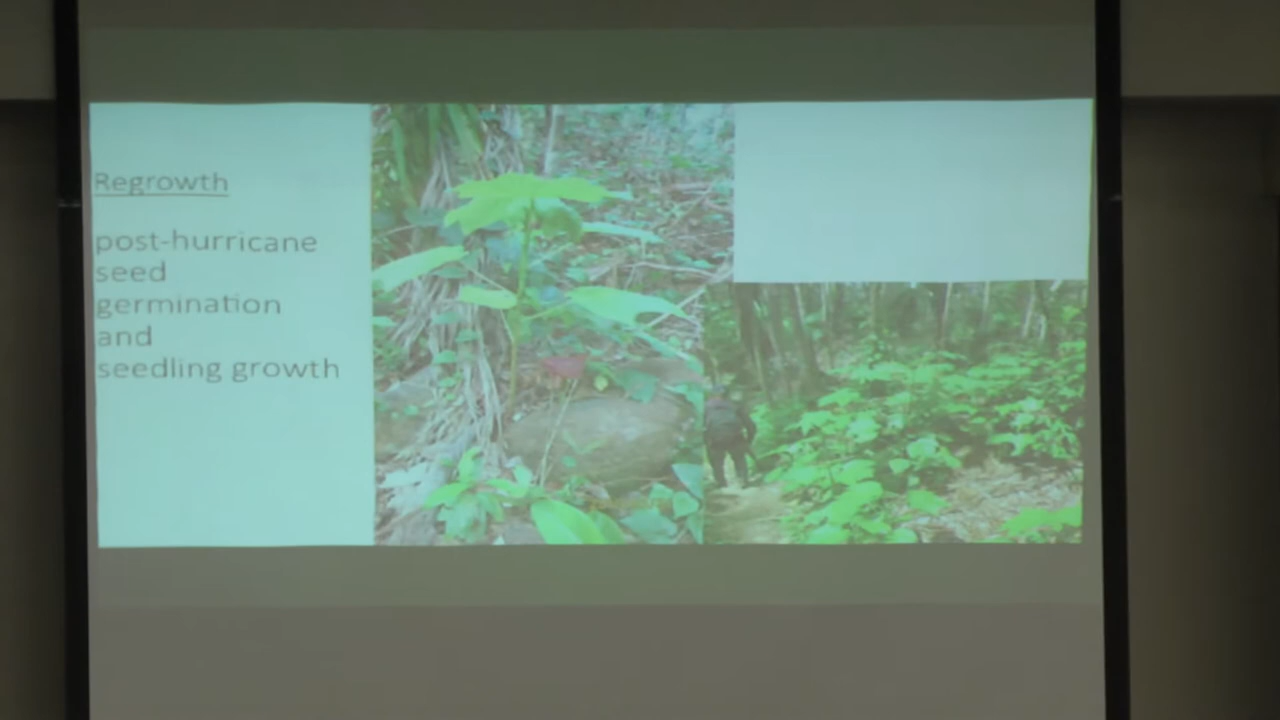 Regrowth
post-hurricane
seed
germination
and
seedling growth